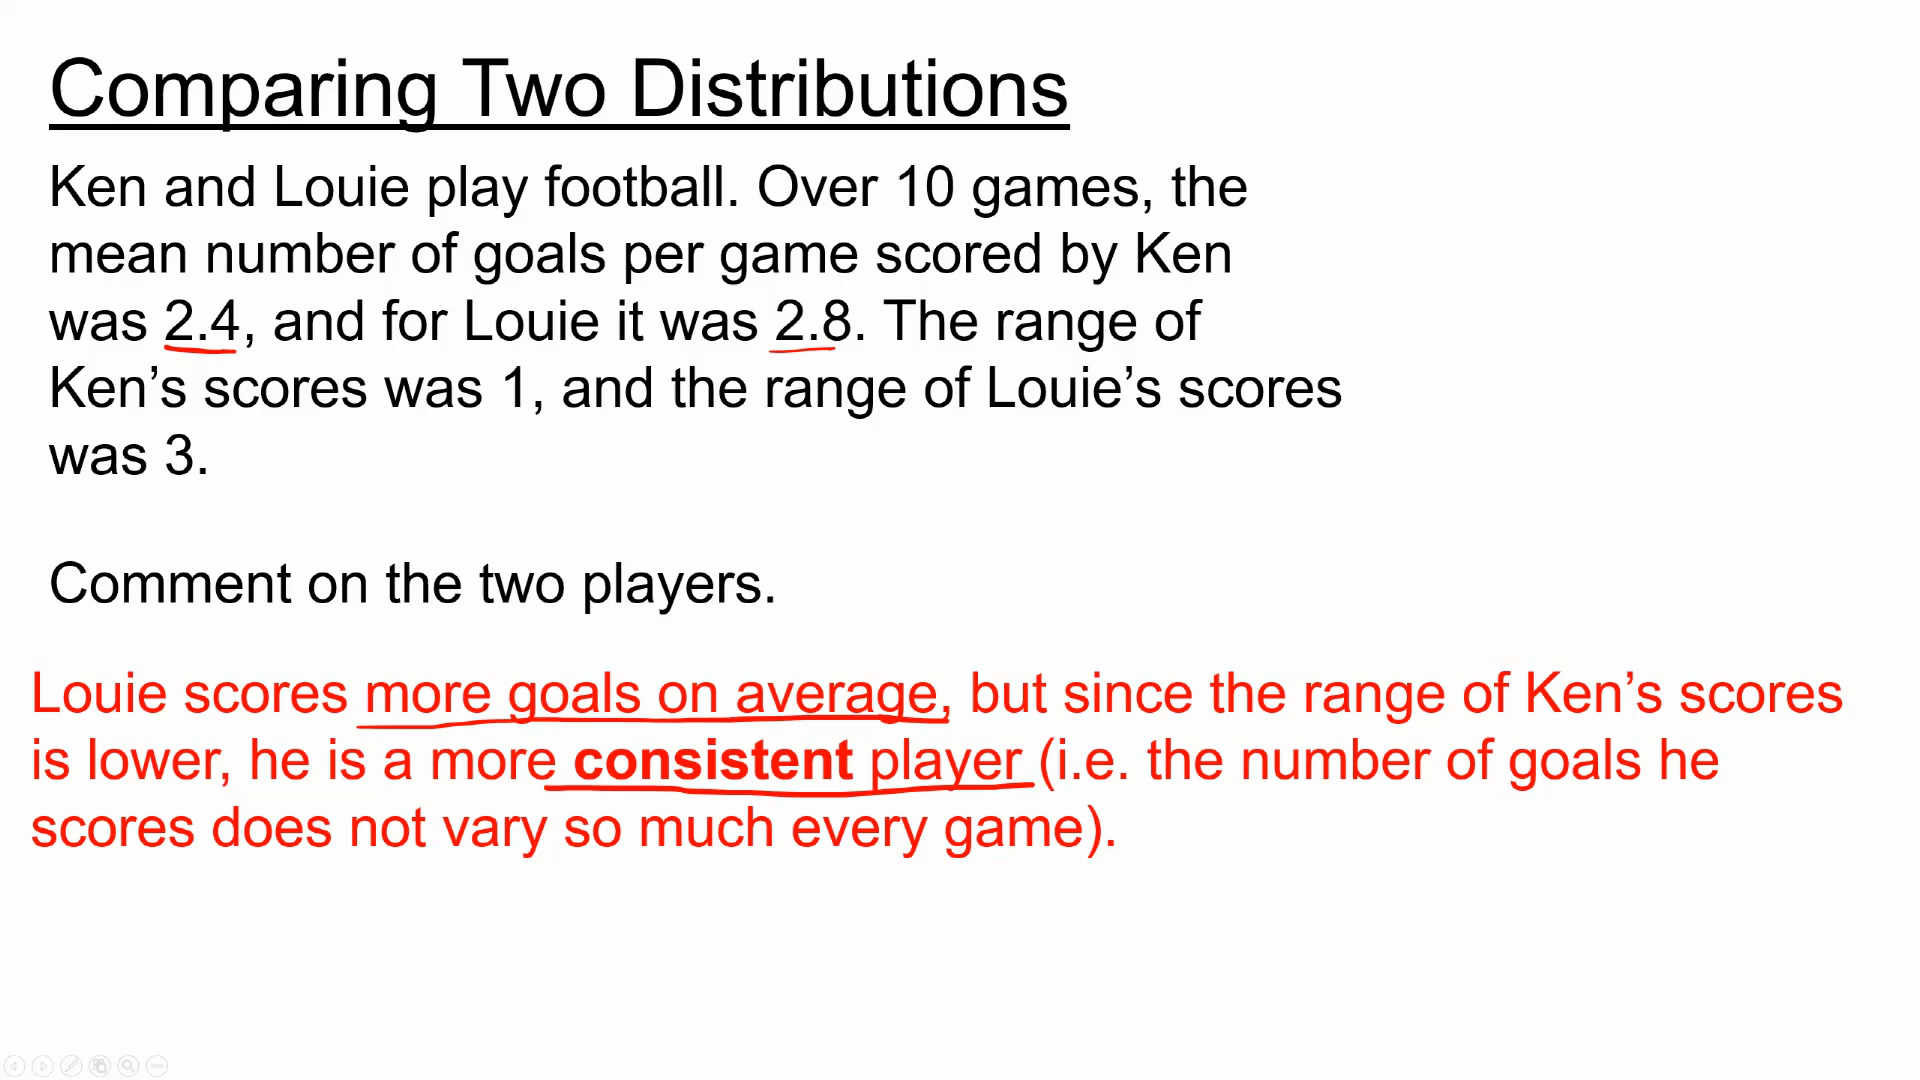 Comparing Two Distributions
Ken and Louie play football. Over 10 games, the
mean number of goals per game scored by Ken
was 2.4, and for Louie it was 2.8. The range of
Ken’s scores was 1, and the range of Louie’s scores
was 3.
Comment on the two players.
Louie scores more goals on average, but since the range of Ken’s scores
is lower, he is a more consistent player (i.e. the number of goals he
scores does not vary so much every game).